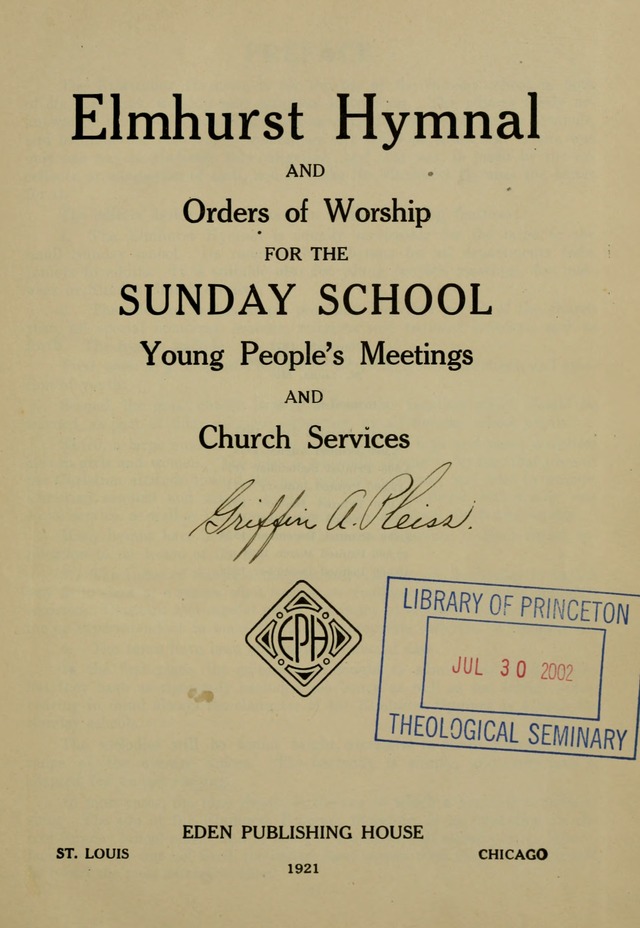 Elmhurst Hymnal
AND
Orders of Worship
FOR THE
SUNDAY SCHOOL
Young People's Meetings
AND
Church Services
Griffin A. Pleiss.
EPH
LIBRARY OF PRINCETON
JUL 30 2002
THEOLOGICAL SEMINARY
EDEN PUBLISHING HOUSE
ST. LOUIS CHICAGO
1921